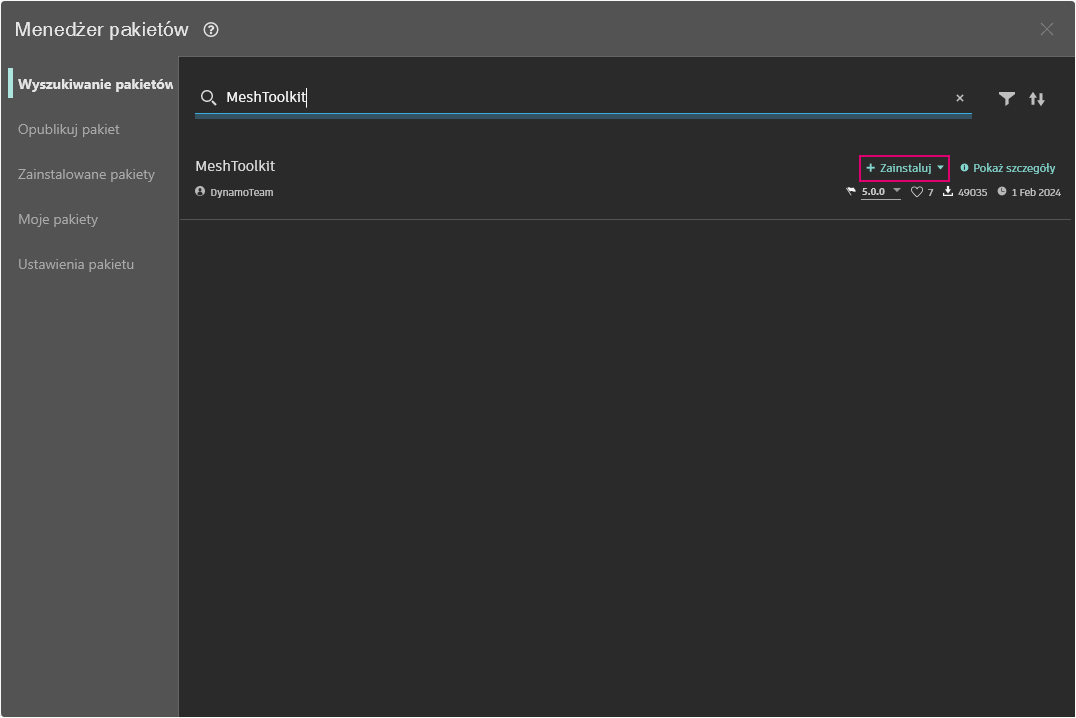 Menedżer pakietów
Wyszukiwanie pakietów
Opublikuj pakiet
Zainstalowane pakiety
Moje pakiety
Ustawienia pakietu
MeshToolkit
MeshToolkit
+ Zainstaluj
Pokaż szczegóły
DynamoTeam
5.0.0 7 49035 1 Feb 2024